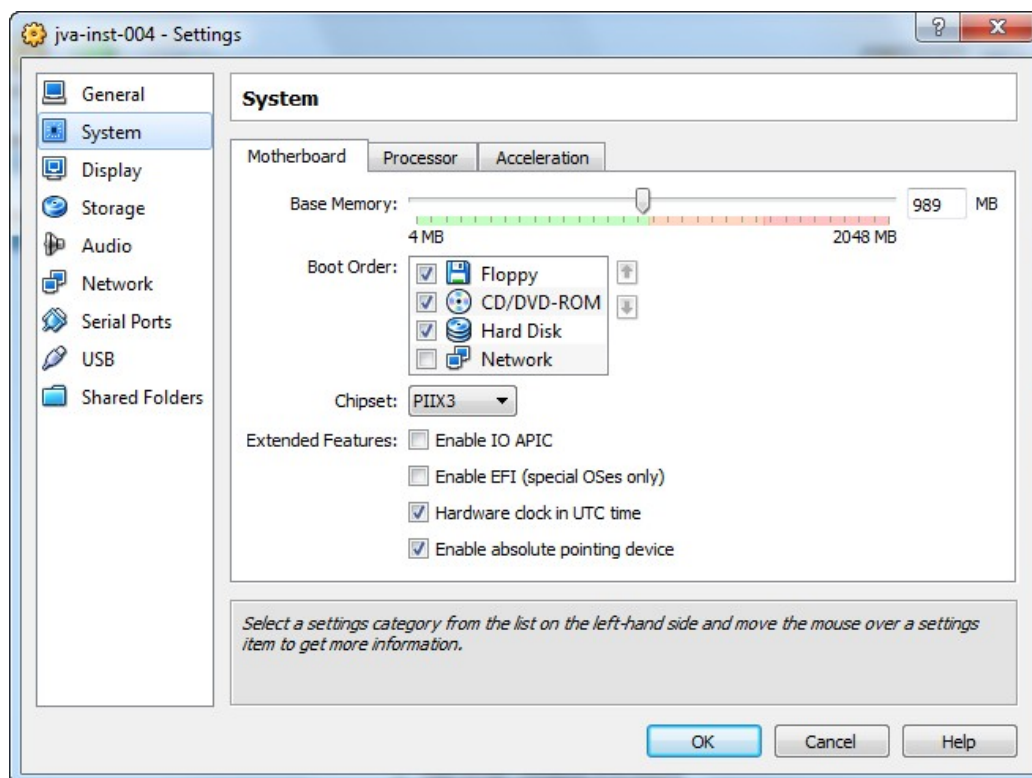 jva-inst-004 - Settings
General
System
Display
Storage
Audio
Network
Serial Ports
USB
Shared Folders
System
Motherboard Processor Acceleration
Base Memory: 989 MB
4 MB 2048 MB
Boot Order: Floppy
CD/DVD-ROM
Hard Disk
Network
Chipset: PIIX3
Extended Features: Enable IO APIC
Enable EFI (special OSes only)
Hardware clock in UTC time
Enable absolute pointing device
Select a settings category from the list on the left-hand side and move the mouse over a settings
item to get more information.
OK Cancel Help